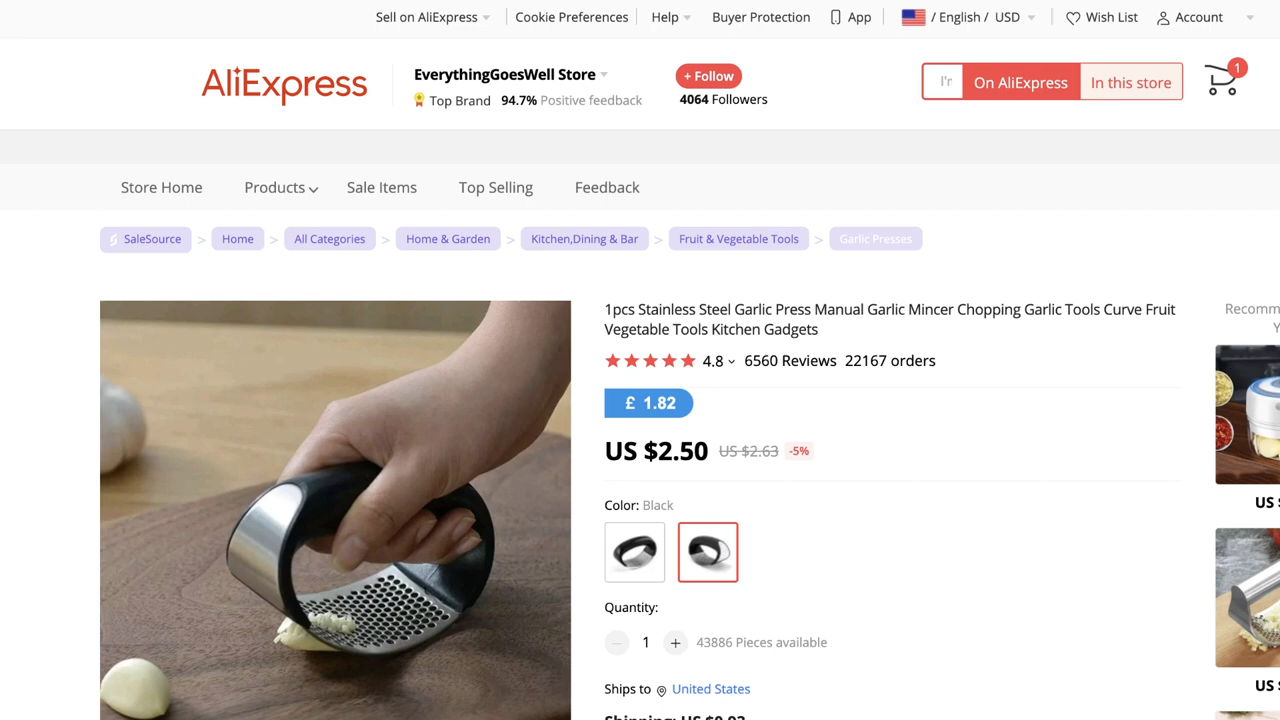 Sell on AliExpress
Cookie Preferences
Help
Buyer Protection
App
/ English / USD
Wish List
Account
AliExpress
EverythingGoesWell Store
Top Brand 94.7% Positive feedback
+ Follow
4064 Followers
On AliExpress
In this store
1
Store Home
Products
Sale Items
Top Selling
Feedback
SaleSource > Home > All Categories > Home & Garden > Kitchen,Dining & Bar > Fruit & Vegetable Tools > Garlic Presses
1pcs Stainless Steel Garlic Press Manual Garlic Mincer Chopping Garlic Tools Curve Fruit
Vegetable Tools Kitchen Gadgets
4.8 6560 Reviews 22167 orders
£ 1.82
US $2.50 US $2.63 -5%
Color: Black
Quantity:
1 + 43886 Pieces available
Ships to United States
Shipping: US $0.93
Recomm
Y
US $
US $